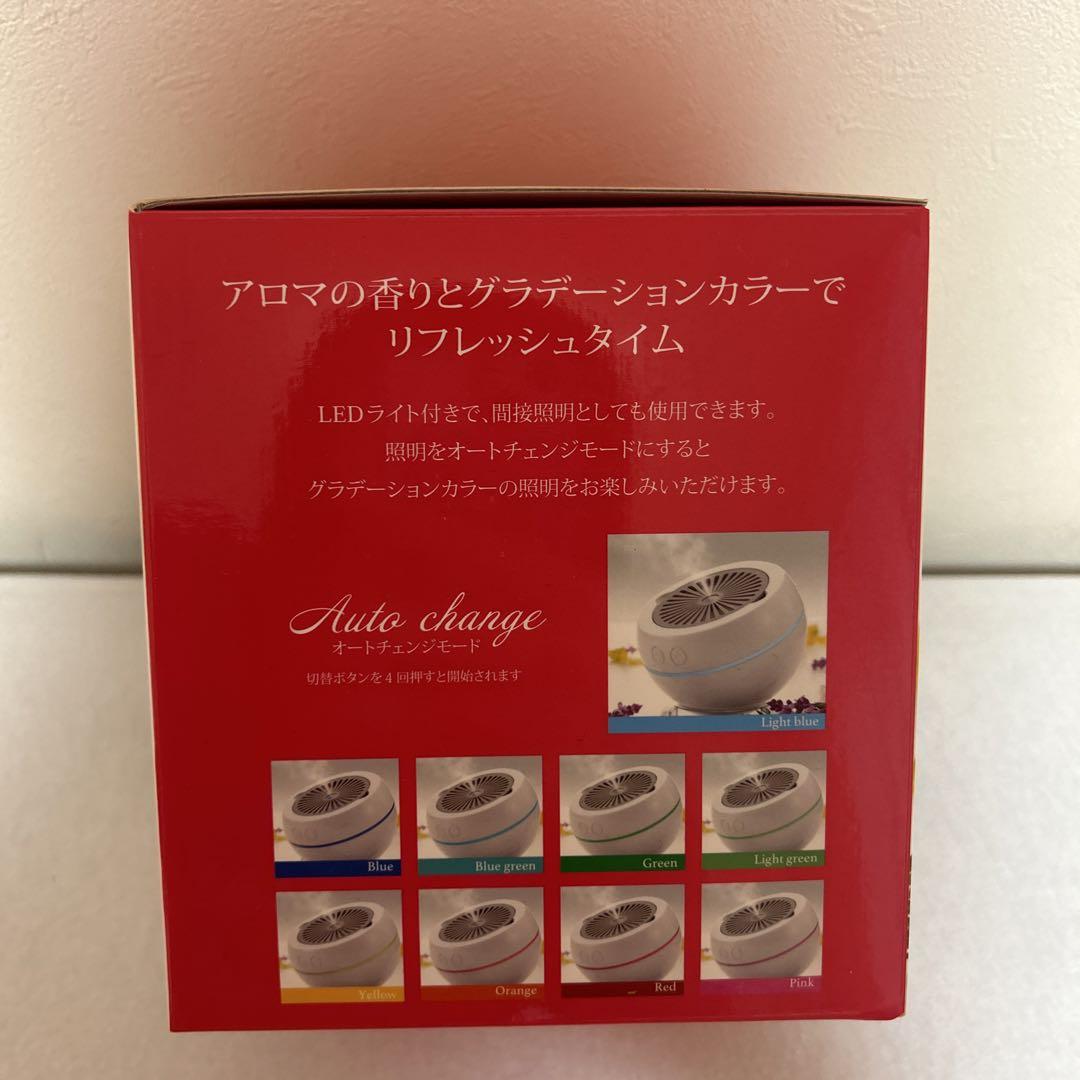 アロマの香りとグラデーションカラーで
リフレッシュタイム
LEDライト付きで、間接照明としても使用できます。
照明をオートチェンジモードにすると
グラデーションカラーの照明をお楽しみいただけます。
Auto change
オートチェンジモード
切替ボタンを4回押すと開始されます
Light blue
Blue
Blue green
Green
Light green
Yellow
Orange
Red
Pink